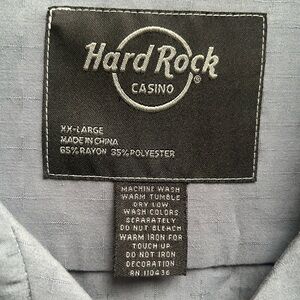 Hard Rock®
CASINO
XX-LARGE
MADE IN CHINA
65% RAYON 35% POLYESTER
MACHINE WASH
WARM TUMBLE
DRY LOW
WASH COLORS
SEPARATELY
DO NOT BLEACH
WARM IRON FOR
TOUCH UP
DO NOT IRON
DECORATION
RN 110436